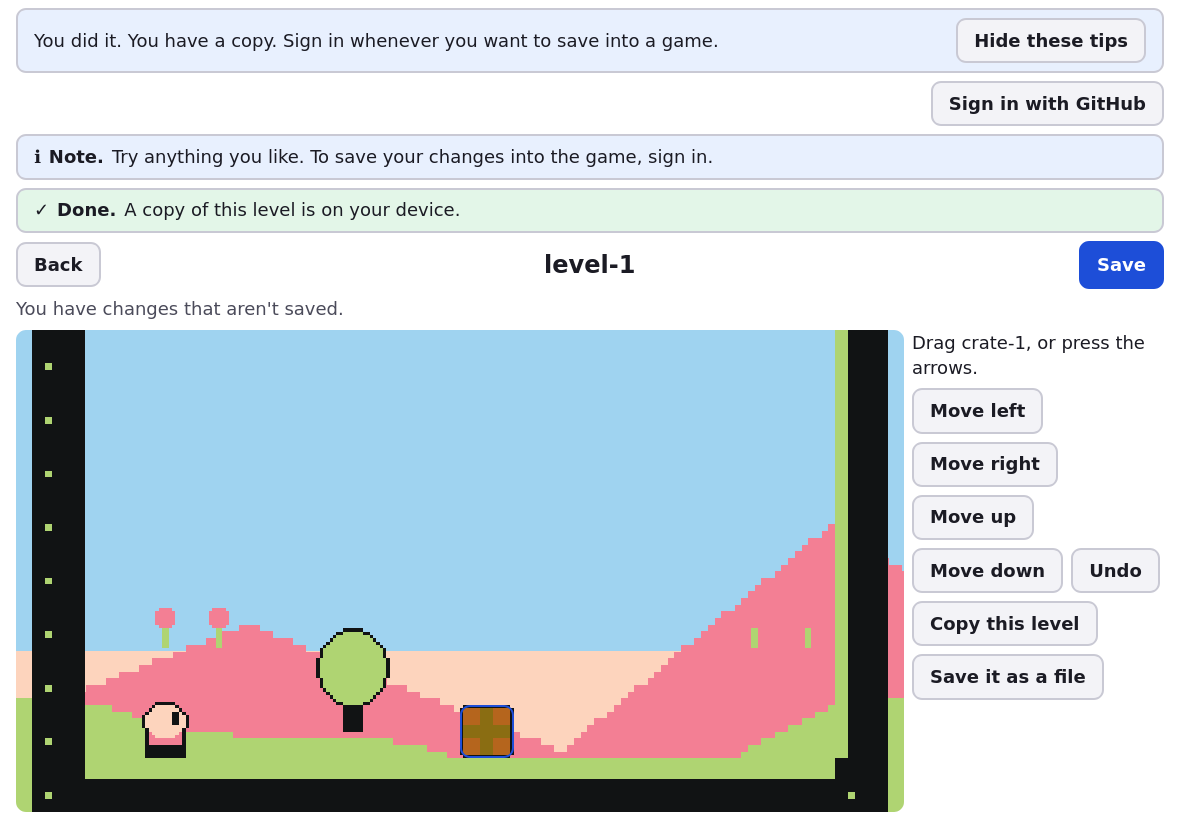 You did it. You have a copy. Sign in whenever you want to save into a game.
Hide these tips
Sign in with GitHub
ℹ Note. Try anything you like. To save your changes into the game, sign in.
✓ Done. A copy of this level is on your device.
Back
level-1
Save
You have changes that aren't saved.
Drag crate-1, or press the
arrows.
Move left
Move right
Move up
Move down
Undo
Copy this level
Save it as a file